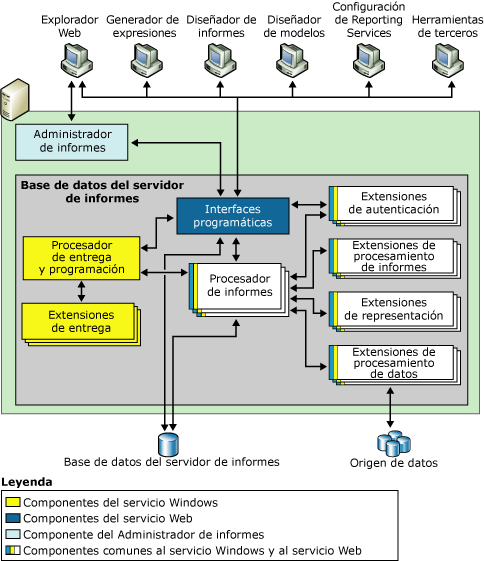 Explorador
Web
Generador de
expresiones
Diseñador de
informes
Diseñador
de modelos
Configuración
de Reporting
Services
Herramientas
de terceros
Administrador
de informes
Base de datos del servidor
de informes
Interfaces
programáticas
Extensiones
de autenticación
Procesador
de entrega
y programación
Extensiones de
procesamiento
de informes
Procesador
de informes
Extensiones
de entrega
Extensiones
de representación
Extensiones de
procesamiento
de datos
Base de datos del servidor de informes
Origen de datos
Leyenda
Componentes del servicio Windows
Componentes del servicio Web
Componente del Administrador de informes
Componentes comunes al servicio Windows y al servicio Web